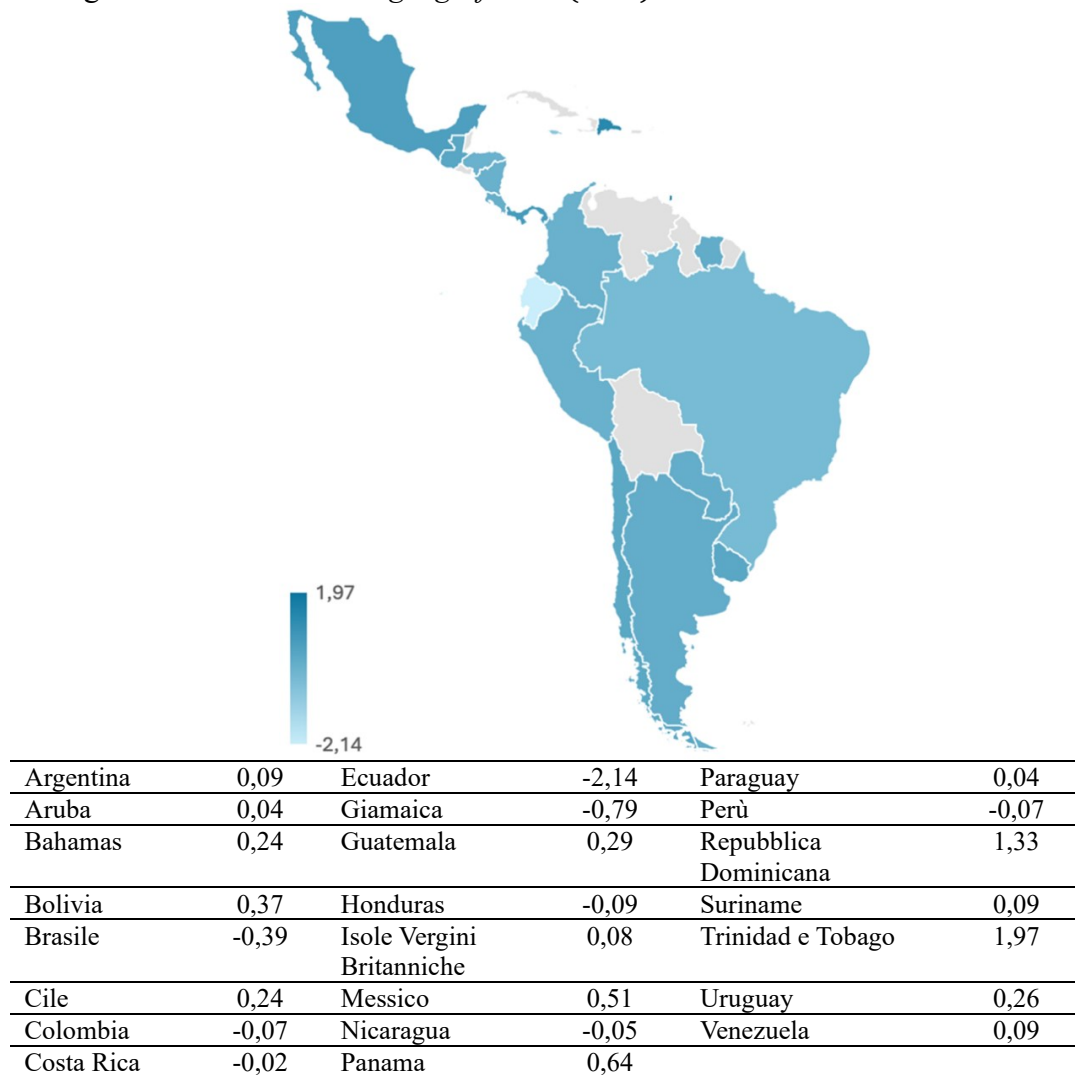 1,97
-2,14
Argentina 0,09 Ecuador -2,14 Paraguay 0,04
Aruba 0,04 Giamaica -0,79 Perù -0,07
Bahamas 0,24 Guatemala 0,29 Repubblica Dominicana 1,33
Bolivia 0,37 Honduras -0,09 Suriname 0,09
Brasile -0,39 Isole Vergini Britanniche 0,08 Trinidad e Tobago 1,97
Cile 0,24 Messico 0,51 Uruguay 0,26
Colombia -0,07 Nicaragua -0,05 Venezuela 0,09
Costa Rica -0,02 Panama 0,64